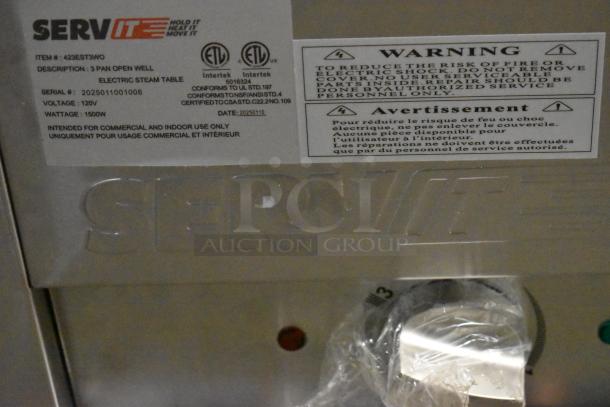 SERVIT HOLD IT
HEAT IT
MOVE IT
ITEM # : 423EST3WO
DESCRIPTION : 3 PAN OPEN WELL
ELECTRIC STEAM TABLE
SERIAL # : 2025011001006
VOLTAGE : 120V
WATTAGE : 1500W
ETL
Intertek
ETL
Intertek
5016324
CONFORMS TO UL STD.197
CONFORMS TO NSF/ANSI STD.4
CERTIFIED TO CSA STD.C22.2 NO.109
DATE: 20250110
INTENDED FOR COMMERCIAL AND INDOOR USE ONLY
UNIQUEMENT POUR USAGE COMMERCIAL ET INTÉRIEUR
WARNING
TO REDUCE THE RISK OF FIRE OR
ELECTRIC SHOCK. DO NOT REMOVE
COVER NO USER SERVICEABLE
PARTS INSIDE. REPAIR SHOULD BE
DONE BY AUTHORIZED SERVICE
PERSONNEL ONLY.
Avertissement
Pour réduire le risque de feu ou choc
électrique, ne pas enlever le couvercle.
Aucune pièce disponible pour
l'utilisateur à l'intérieur.
Les réparations ne doivent être effectuées
que par du personnel de service autorisé.
SERVIT
PCI
AUCTION GROUP
3